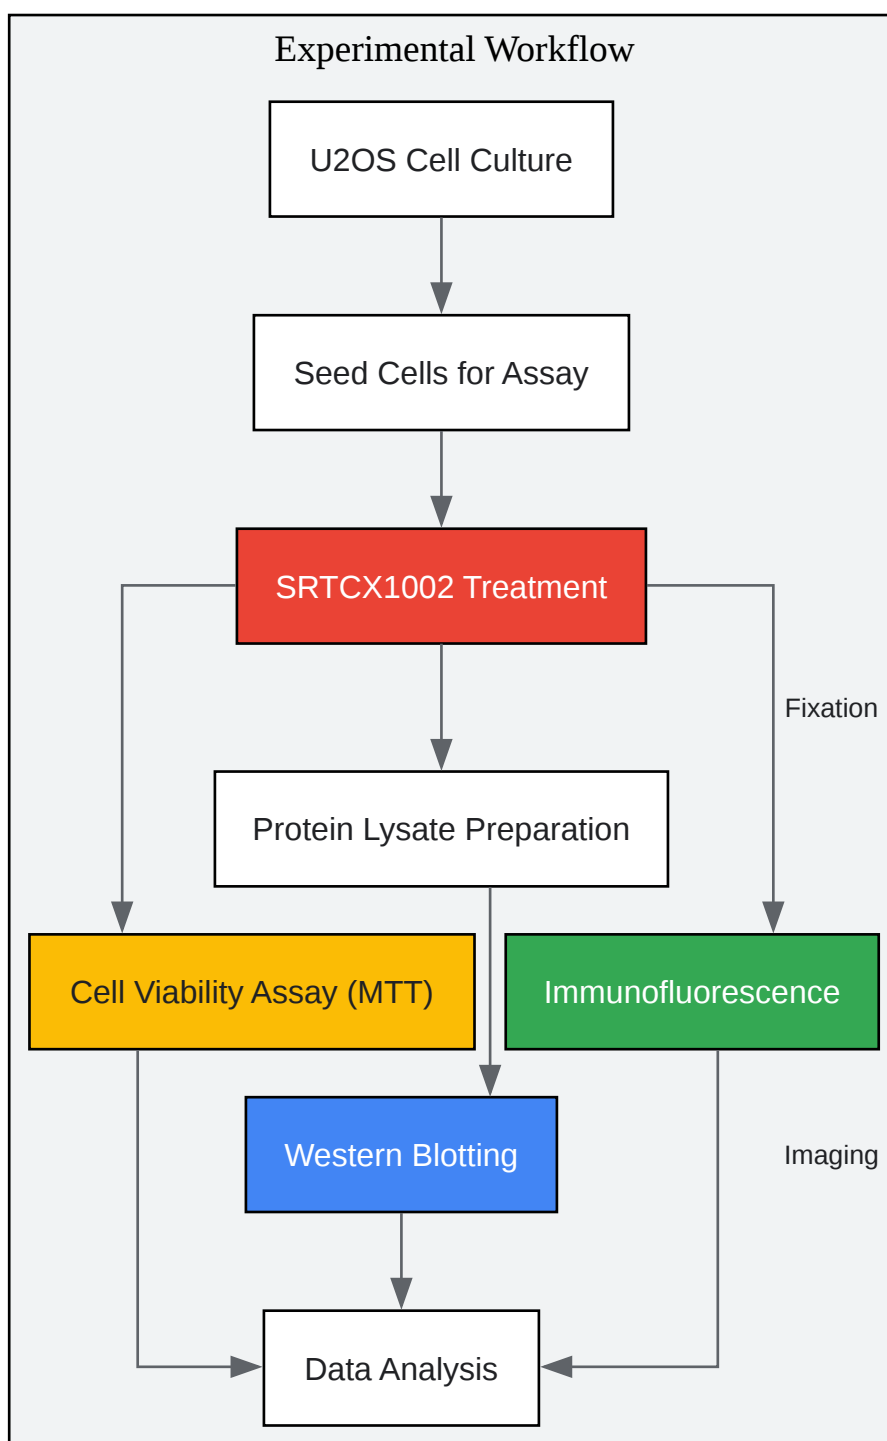 Experimental Workflow
U2OS Cell Culture
Seed Cells for Assay
SRTCX1002 Treatment
Fixation
Protein Lysate Preparation
Cell Viability Assay (MTT)
Immunofluorescence
Western Blotting
Imaging
Data Analysis